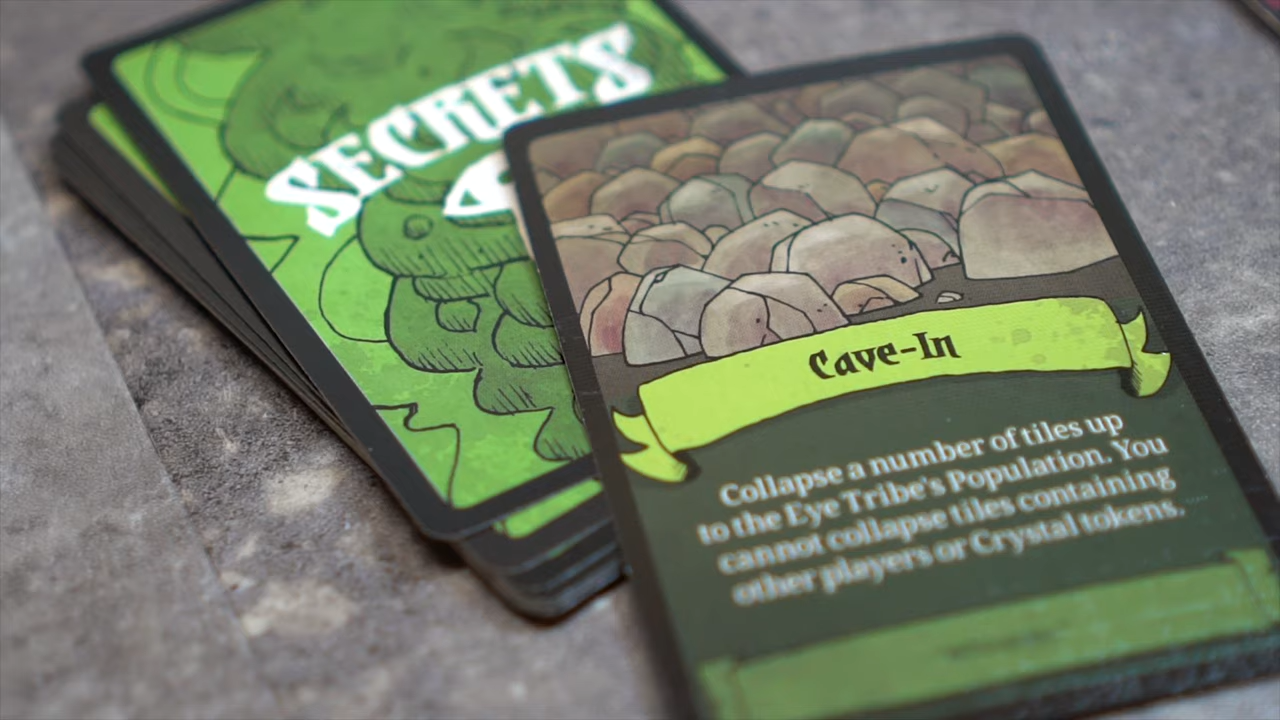 SECRETS
Cave-In
Collapse a number of tiles up
to the Eye Tribe's Population. You
cannot collapse tiles containing
other players or Crystal tokens.